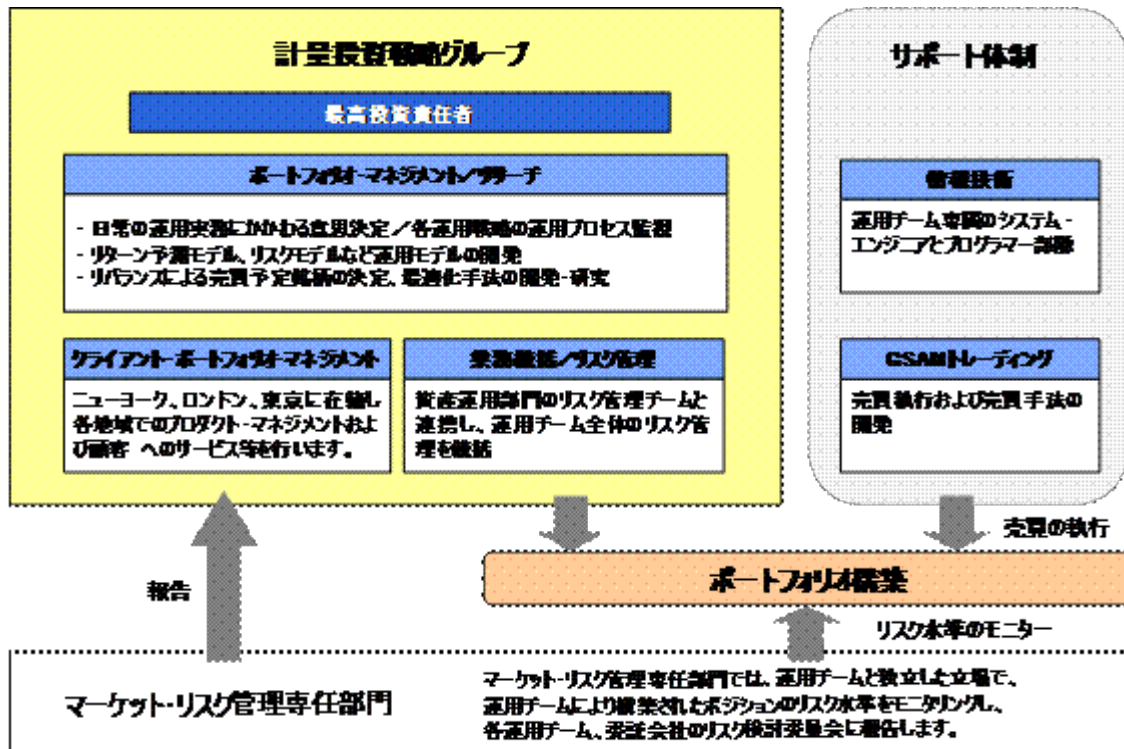 計量投資戦略グループ
最高投資責任者
ポートフォリオ・マネジメント／リサーチ
- 日常の運用実務にかかわる意思決定／各運用戦略の運用プロセス監視
- リターン予測モデル、リスクモデルなど運用モデルの開発
- リバランスによる売買予定銘柄の決定、最適化手法の開発・研究
クライアント・ポートフォリオ・マネジメント
ニューヨーク、ロンドン、東京に在籍し
各地域でのプロダクト・マネジメントおよ
び顧客 へのサービス等を行います。
業務統括／リスク管理
資産運用部門のリスク管理チームと
連携し、運用チーム全体のリスク管
理を統括
サポート体制
情報技術
運用チーム専属のシステム・
エンジニアとプログラマー部隊
GSAMトレーディング
売買執行および売買手法の
開発
売買の執行
ポートフォリオ構築
報告
リスク水準のモニター
マーケット・リスク管理専任部門
マーケット・リスク管理専任部門では、運用チームと独立した立場で、
運用チームにより構築されたポジションのリスク水準をモニタリングし、
各運用チーム、委託会社のリスク検討委員会に報告します。